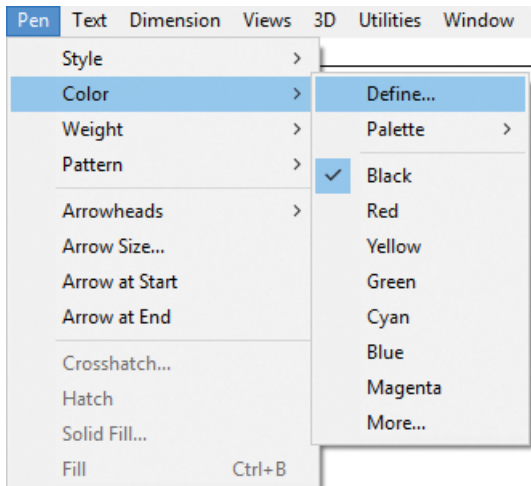 Pen Text Dimension Views 3D Utilities Window
Style >
Color >
Weight >
Pattern >
Arrowheads >
Arrow Size...
Arrow at Start
Arrow at End
Crosshatch...
Hatch
Solid Fill...
Fill Ctrl+B
Define...
Palette >
✓ Black
Red
Yellow
Green
Cyan
Blue
Magenta
More...